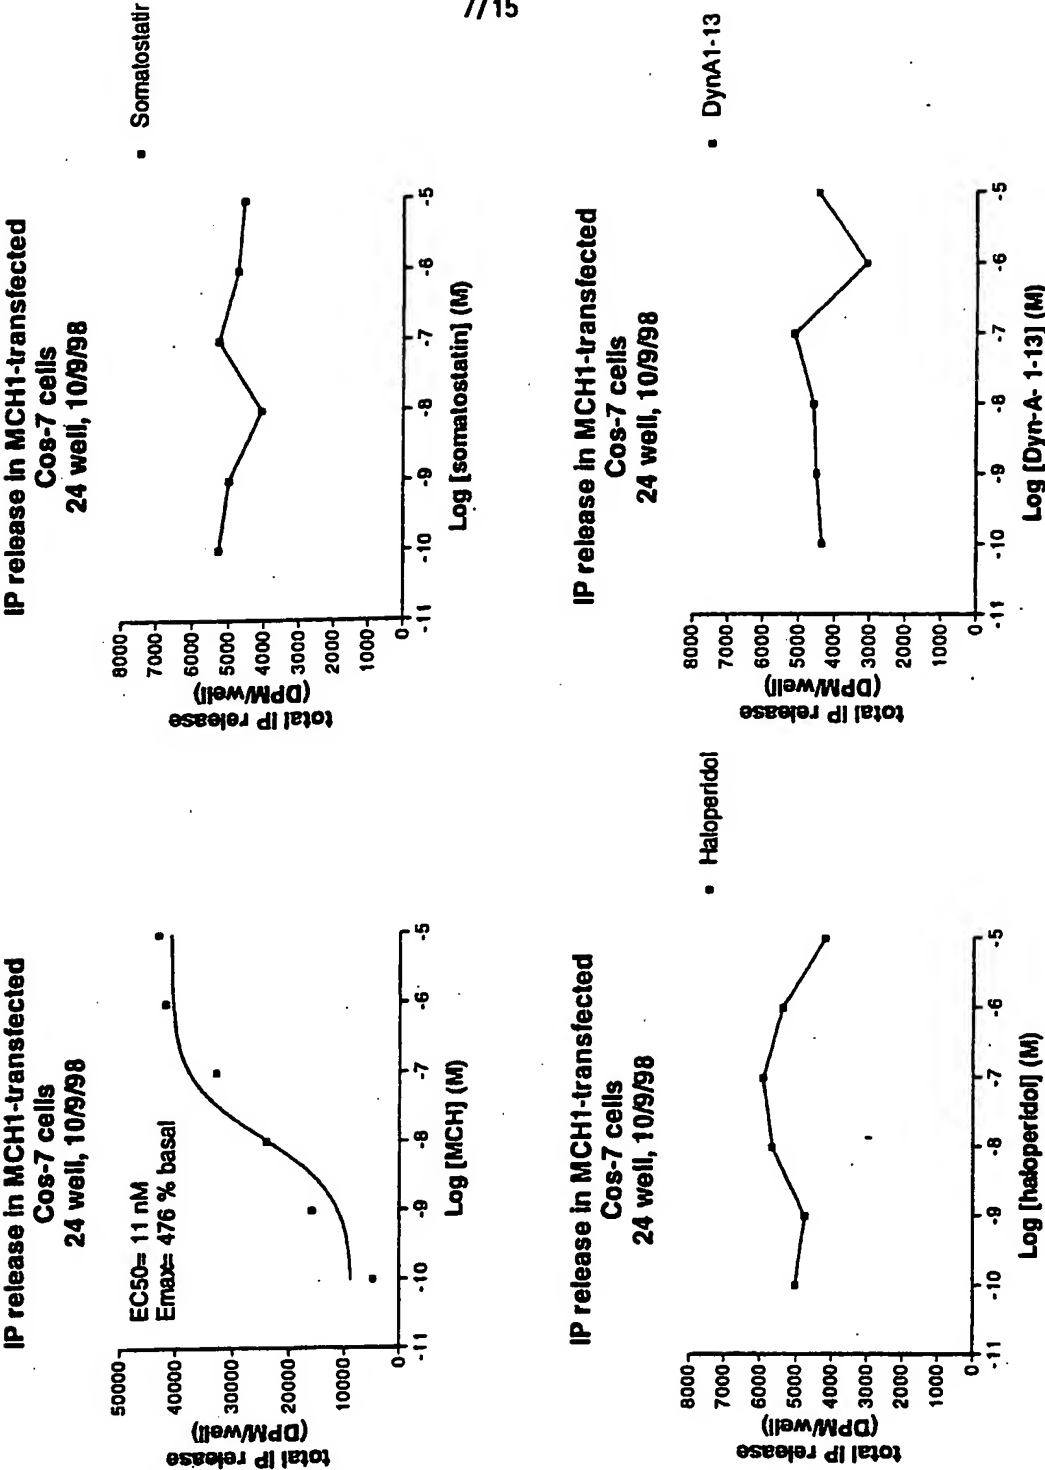 7/15
IP release in MCH1-transfected
Cos-7 cells
24 well, 10/9/98
EC50= 11 nM
Emax= 476 % basal
total IP release
(DPM/well)
50000
40000
30000
20000
10000
0
-11
-10
-9
-8
-7
-6
-5
Log [MCH] (M)
IP release in MCH1-transfected
Cos-7 cells
24 well, 10/9/98
Somatostatir
total IP release
(DPM/well)
8000
7000
6000
5000
4000
3000
2000
1000
0
-11
-10
-9
-8
-7
-6
-5
Log [somatostatin] (M)
IP release in MCH1-transfected
Cos-7 cells
24 well, 10/9/98
Haloperidol
total IP release
(DPM/well)
8000
7000
6000
5000
4000
3000
2000
1000
0
-11
-10
-9
-8
-7
-6
-5
Log [haloperidol] (M)
IP release in MCH1-transfected
Cos-7 cells
24 well, 10/9/98
DynA1-13
total IP release
(DPM/well)
8000
7000
6000
5000
4000
3000
2000
1000
0
-11
-10
-9
-8
-7
-6
-5
Log [Dyn-A- 1-13] (M)